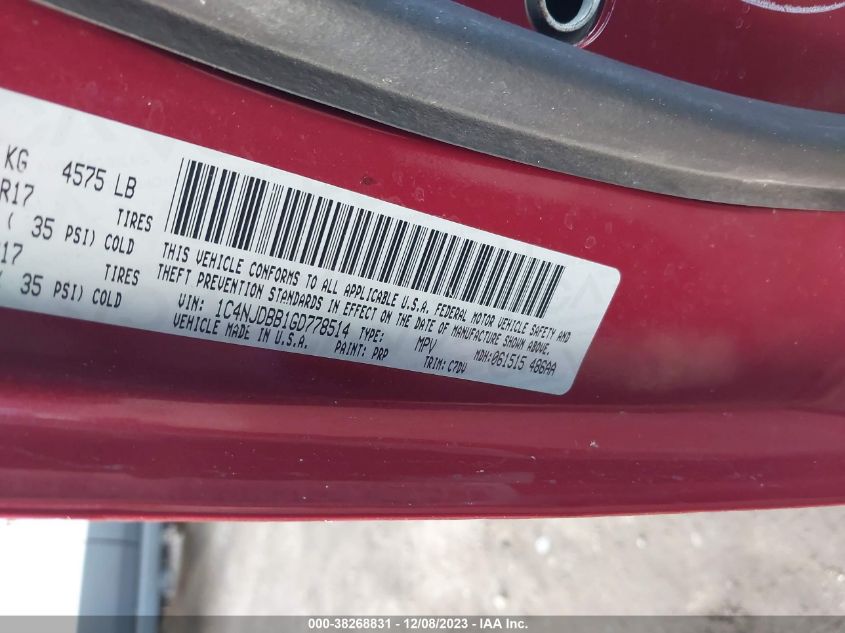 KG 4575 LB
R17 TIRES
( 35 PSI) COLD
17 TIRES
( 35 PSI) COLD
THIS VEHICLE CONFORMS TO ALL APPLICABLE U.S.A. FEDERAL MOTOR VEHICLE SAFETY AND
THEFT PREVENTION STANDARDS IN EFFECT ON THE DATE OF MANUFACTURE SHOWN ABOVE.
VIN: 1C4NJDBB1GD778514 TYPE: MPV MDH:061515 486AA
VEHICLE MADE IN U.S.A. PAINT: PRP TRIM: C7DV
000-38268831 - 12/08/2023 - 1154 - IAA Inc.